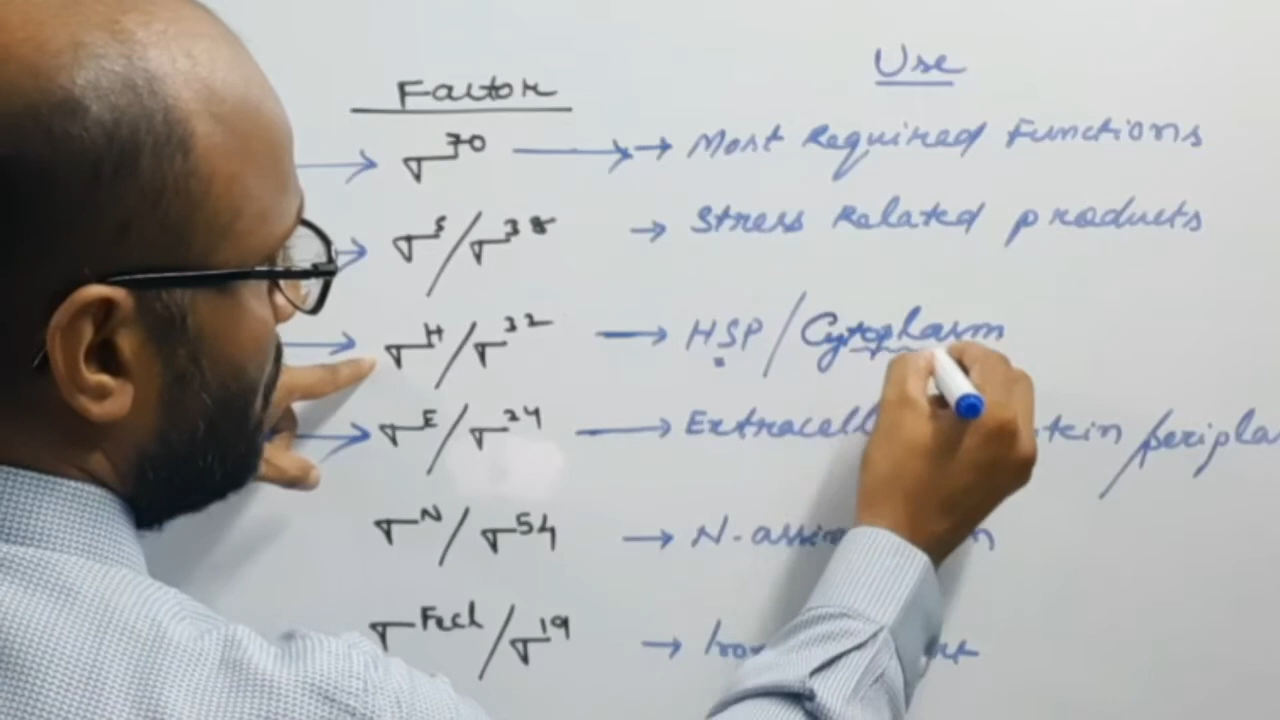 Use
Factor
σ⁷⁰ → Most Required Functions
σˢ/σ³⁸ → Stress Related products
σᴴ/σ³² → HSP/Cytoplasm
σᴱ/σ²⁴ →
σᴺ/σ⁵⁴ →
σᶠᵉᶜᴵ/σ¹⁹ →